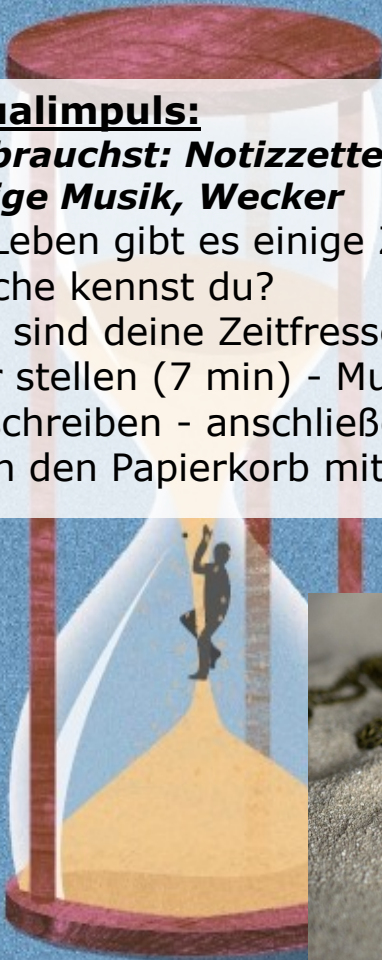 ualimpuls:
brauchst: Notizzette
ige Musik, Wecker
Leben gibt es einige
che kennst du?
sind deine Zeitfresse
r stellen (7 min) - Mu
schreiben - anschließ
n den Papierkorb mit